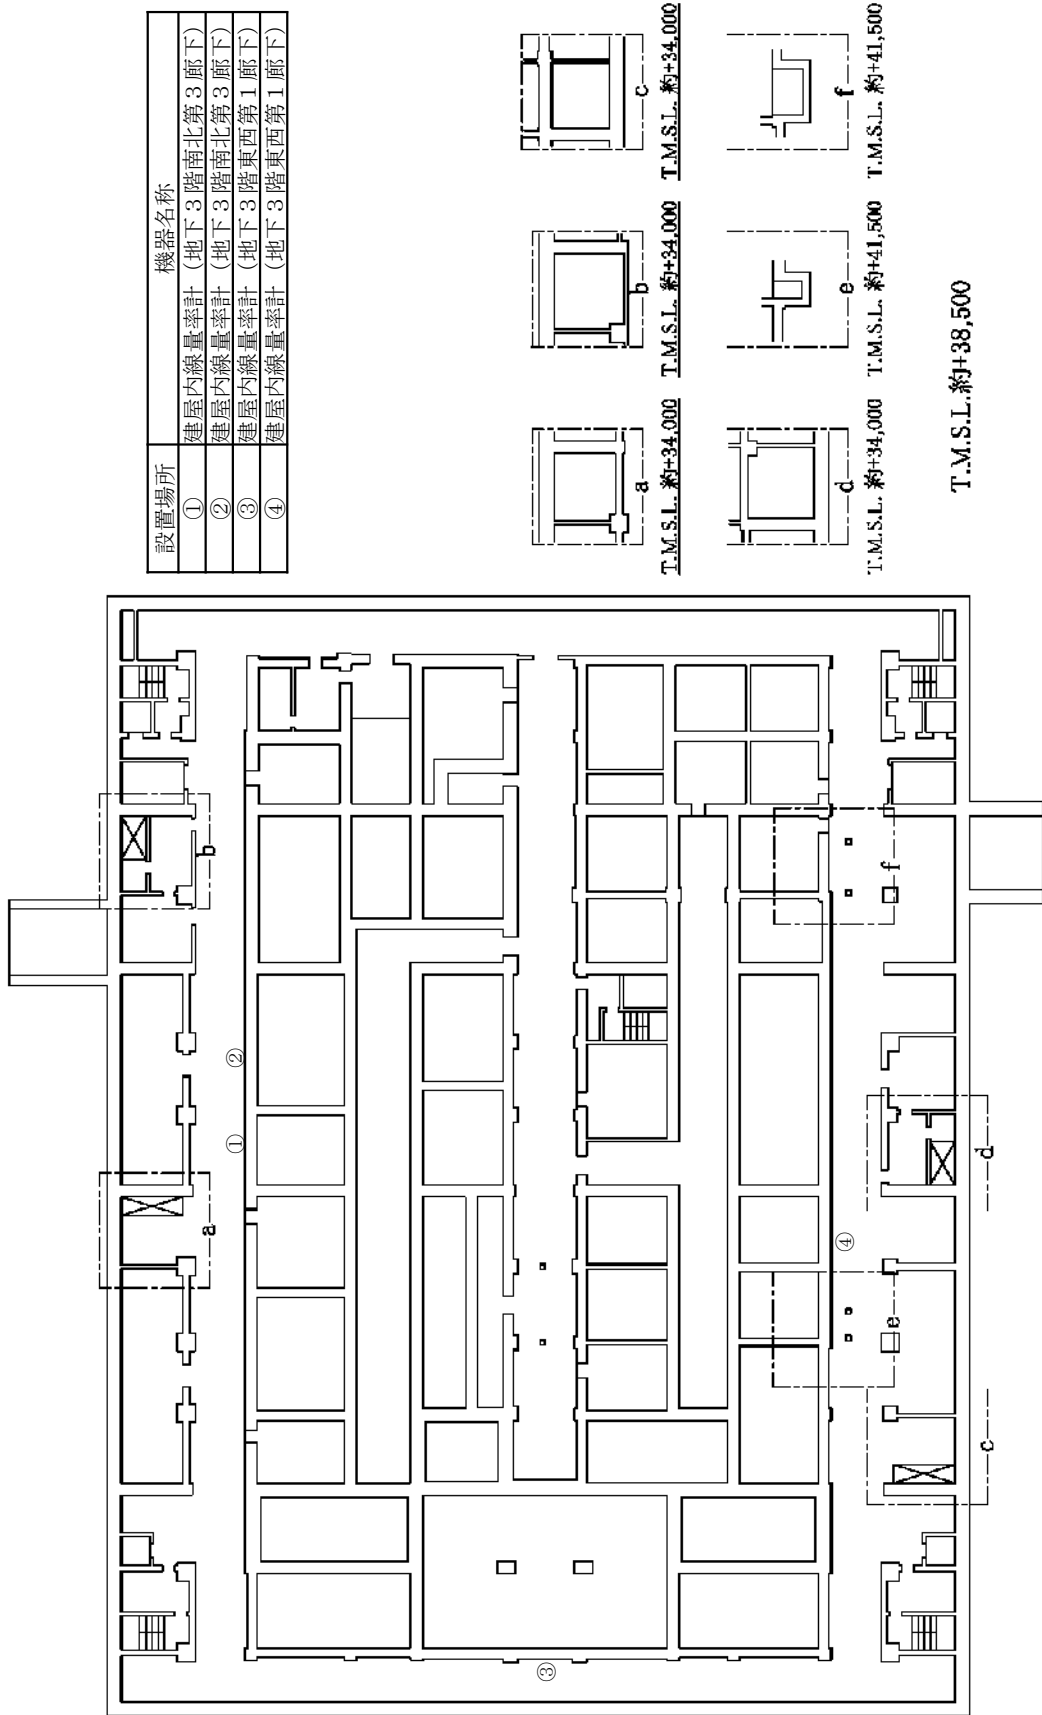 設置場所 機器名称
① 建屋内線量率計（地下３階南北第３廊下）
② 建屋内線量率計（地下３階南北第３廊下）
③ 建屋内線量率計（地下３階東西第１廊下）
④ 建屋内線量率計（地下３階東西第１廊下）
a
T.M.S.L. 約+34,000
b
T.M.S.L. 約+34,000
c
T.M.S.L. 約+34,000
d
T.M.S.L. 約+34,000
e
T.M.S.L. 約+41,500
f
T.M.S.L. 約+41,500
T.M.S.L.約+38,500
a
b
①
②
③
④
e
f
c
d